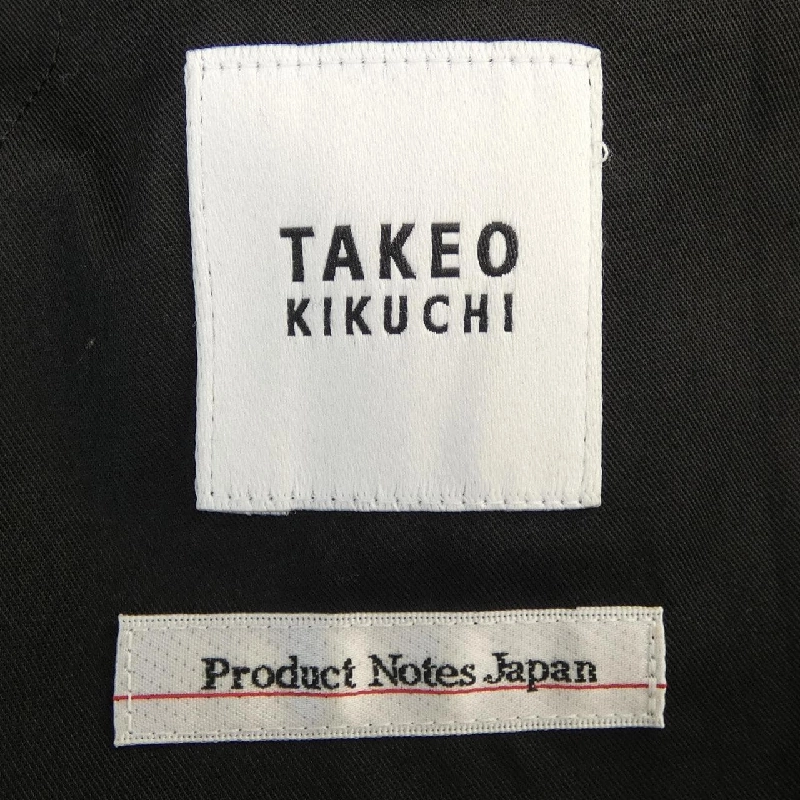 TAKEO
KIKUCHI
Product Notes Japan